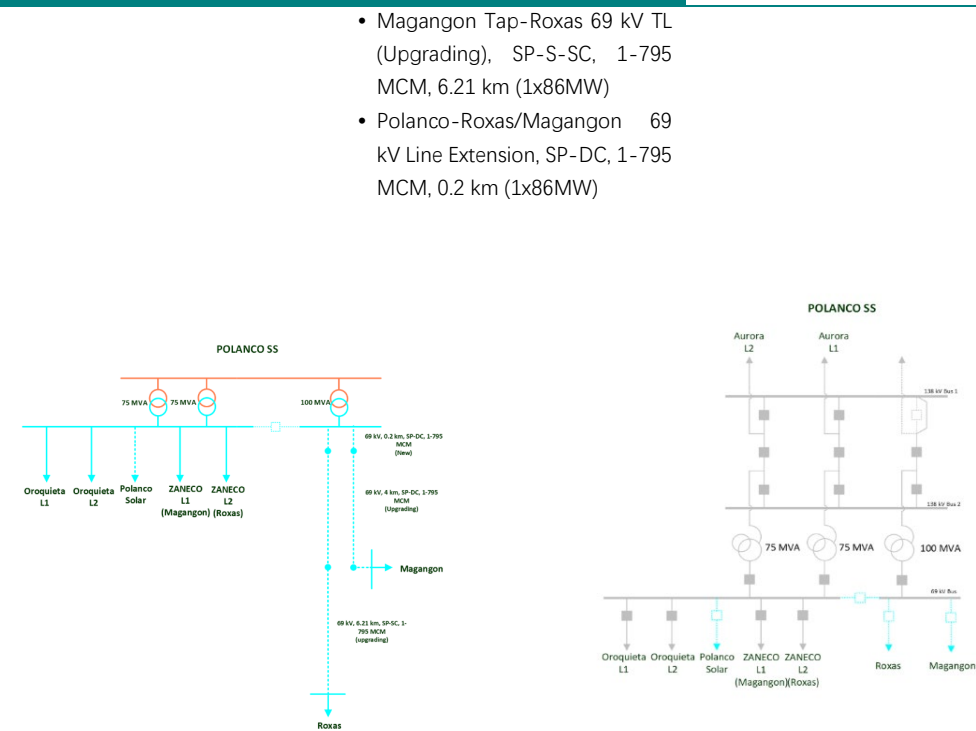 • Magangon Tap-Roxas 69 kV TL
(Upgrading), SP-S-SC, 1-795
MCM, 6.21 km (1x86MW)
• Polanco-Roxas/Magangon 69
kV Line Extension, SP-DC, 1-795
MCM, 0.2 km (1x86MW)
POLANCO SS
75 MVA
75 MVA
100 MVA
69 kV, 0.2 km, SP-DC, 1-795
MCM
(New)
69 kV, 4 km, SP-DC, 1-795
MCM
(Upgrading)
Oroquieta
L1
Oroquieta
L2
Polanco
Solar
ZANECO
L1
(Magangon)
ZANECO
L2
(Roxas)
Magangon
69 kV, 6.21 km, SP-SC, 1-
795 MCM
(upgrading)
Roxas
POLANCO SS
Aurora
L2
Aurora
L1
138 kV Bus 1
138 kV Bus 2
75 MVA
75 MVA
100 MVA
69 kV Bus
Oroquieta
L1
Oroquieta
L2
Polanco
Solar
ZANECO
L1
(Magangon)
ZANECO
L2
(Roxas)
Roxas
Magangon